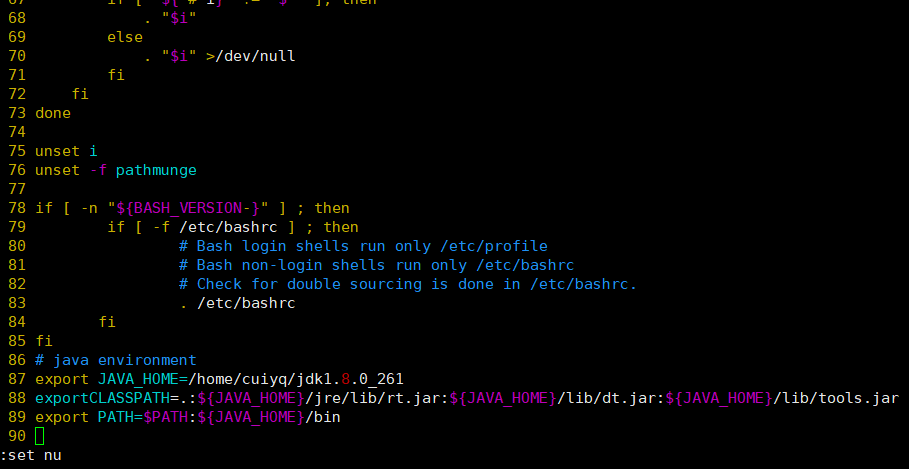 67 if [ "${ # i}" != "$ " ]; then
68 . "$i"
69 else
70 . "$i" >/dev/null
71 fi
72 fi
73 done
74
75 unset i
76 unset -f pathmunge
77
78 if [ -n "${BASH_VERSION-}" ] ; then
79 if [ -f /etc/bashrc ] ; then
80 # Bash login shells run only /etc/profile
81 # Bash non-login shells run only /etc/bashrc
82 # Check for double sourcing is done in /etc/bashrc.
83 . /etc/bashrc
84 fi
85 fi
86 # java environment
87 export JAVA_HOME=/home/cuiyq/jdk1.8.0_261
88 exportCLASSPATH=.:${JAVA_HOME}/jre/lib/rt.jar:${JAVA_HOME}/lib/dt.jar:${JAVA_HOME}/lib/tools.jar
89 export PATH=$PATH:${JAVA_HOME}/bin
90
:set nu